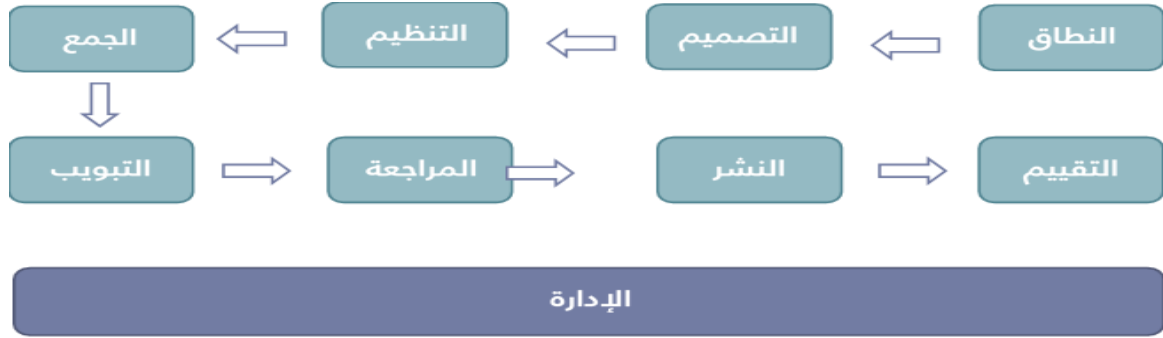 النطاق
التصميم
التنظيم
الجمع
التبويب
المراجعة
النشر
التقييم
الإدارة